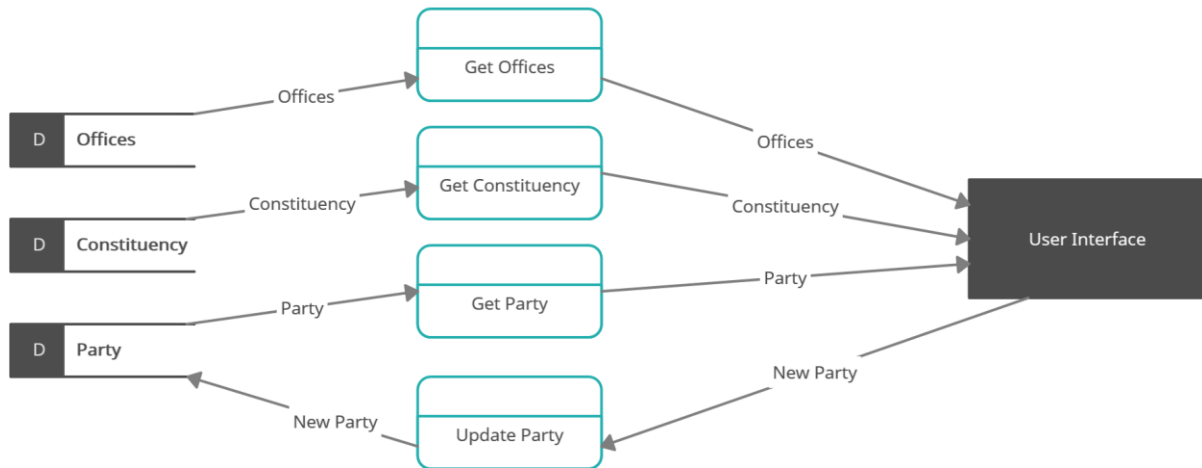 Get Offices
Offices
D Offices
Offices
Get Constituency
Constituency
Constituency
D Constituency
User Interface
Get Party
Party
Party
D Party
New Party
Update Party
New Party